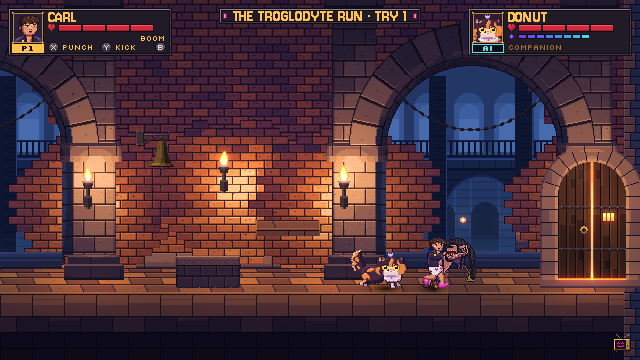 CARL
P1
BOOM
X PUNCH Y KICK B
THE TROGLODYTE RUN · TRY 1
DONUT
AI
COMPANION